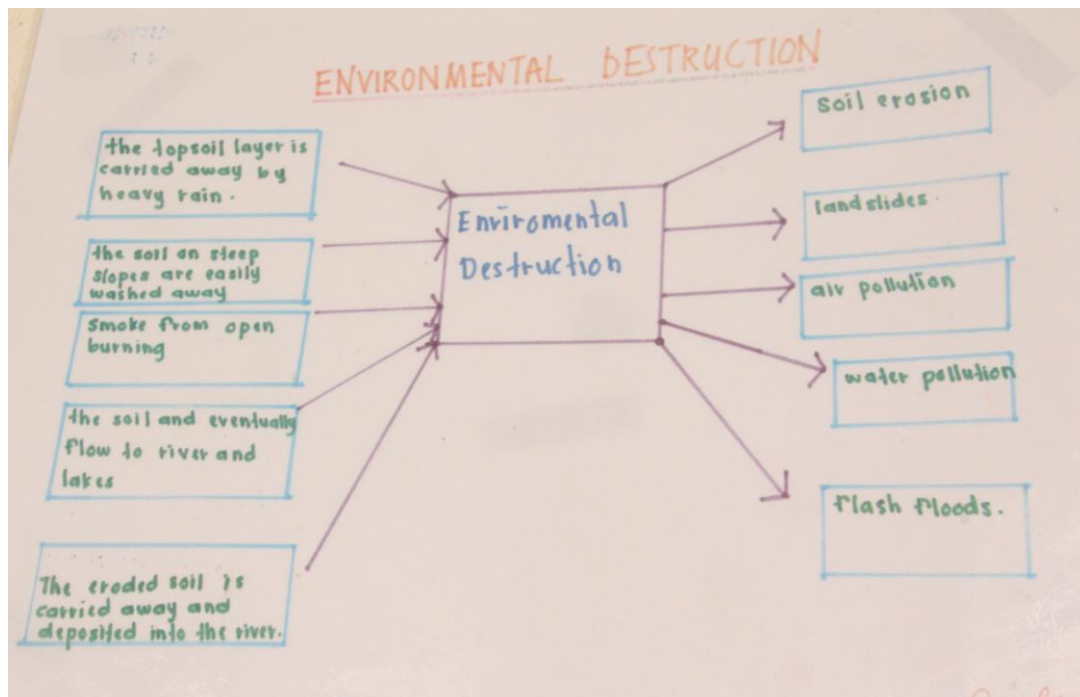 ENVIRONMENTAL DESTRUCTION
the topsoil layer is
carried away by
heavy rain.
the soil on steep
slopes are easily
washed away
smoke from open
burning
the soil and eventually
flow to river and
lakes
The eroded soil is
carried away and
deposited into the river.
Enviromental
Destruction
soil erosion
landslides.
air pollution
water pollution
flash floods.